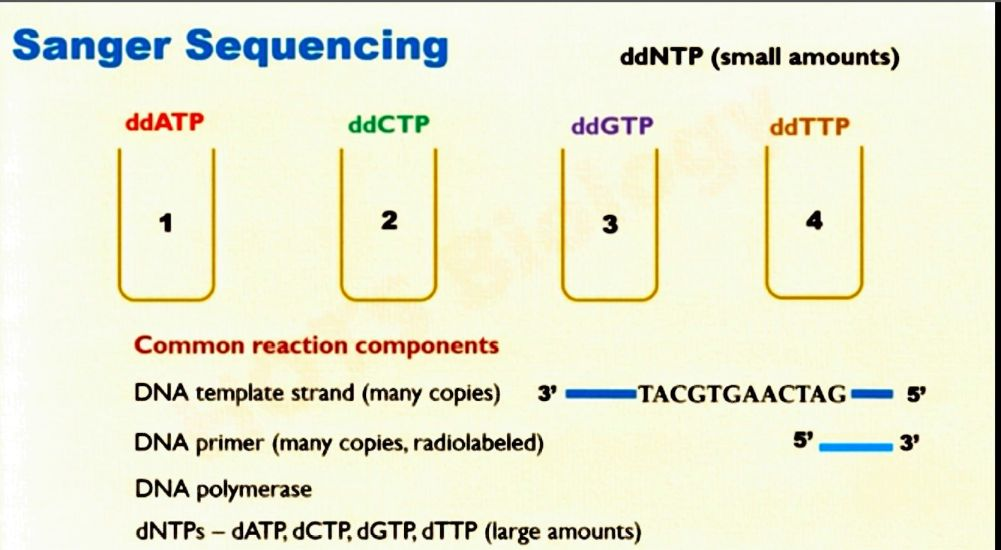 Sanger Sequencing
ddNTP (small amounts)
ddATP ddCTP ddGTP ddTTP
1 2 3 4
Common reaction components
DNA template strand (many copies) 3’ TACGTGAACTAG 5’
DNA primer (many copies, radiolabeled) 5’ 3’
DNA polymerase
dNTPs – dATP, dCTP, dGTP, dTTP (large amounts)